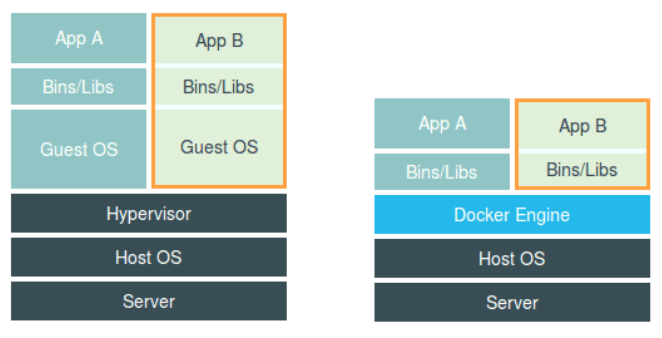 App A
App B
Bins/Libs
Bins/Libs
Guest OS
Guest OS
Hypervisor
Host OS
Server
App A
App B
Bins/Libs
Bins/Libs
Docker Engine
Host OS
Server